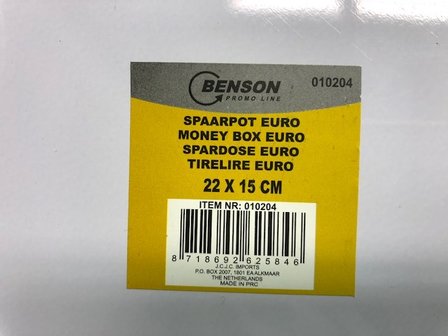 BENSON 010204
PROMO LINE
SPAARPOT EURO
MONEY BOX EURO
SPARDOSE EURO
TIRELIRE EURO
22 X 15 CM
ITEM NR: 010204
8 718692 625846
J.C.J.C. IMPORTS
P.O. BOX 2007, 1801 EA ALKMAAR
THE NETHERLANDS
MADE IN PRC